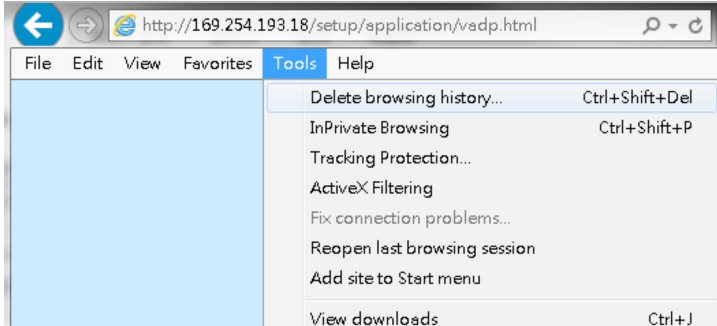 http://169.254.193.18/setup/application/vadp.html
File Edit View Favorites Tools Help
Delete browsing history... Ctrl+Shift+Del
InPrivate Browsing Ctrl+Shift+P
Tracking Protection...
ActiveX Filtering
Fix connection problems...
Reopen last browsing session
Add site to Start menu
View downloads Ctrl+J